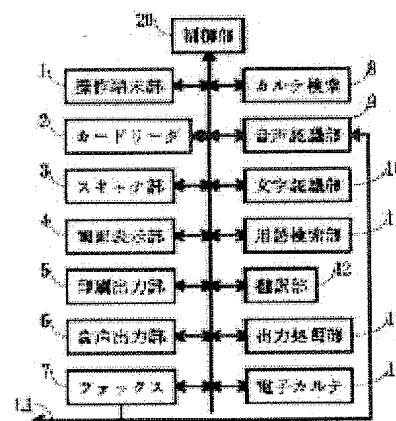 20
制御部
1
操作端末部
8
カルテ検索
2
カードリーダ
9
音声認識部
3
スキャナ部
文字認識部
4
画面表示部
用語検索部
5
印刷出力部
12
翻訳部
6
音声出力部
出力処理部
7
ファックス
電子カルテ